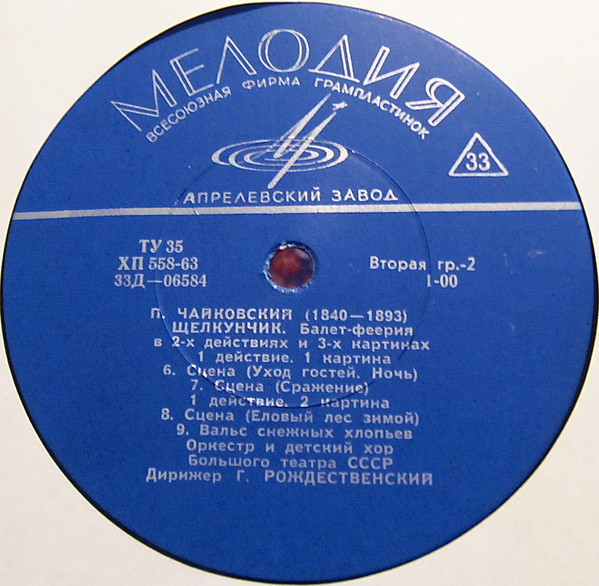 МЕЛОДИЯ
ВСЕСОЮЗНАЯ ФИРМА ГРАМПЛАСТИНОК
33
АПРЕЛЕВСКИЙ ЗАВОД
ТУ 35
ХП 558-63
33Д—06584
Вторая гр.-2
1-00
П. ЧАЙКОВСКИЙ (1840—1893)
ЩЕЛКУНЧИК. Балет-феерия
в 2-х действиях и 3-х картинах
1 действие. 1 картина
6. Сцена (Уход гостей. Ночь)
7. Сцена (Сражение)
1 действие. 2 картина
8. Сцена (Еловый лес зимой)
9. Вальс снежных хлопьев
Оркестр и детский хор
Большого театра СССР
Дирижер Г. РОЖДЕСТВЕНСКИЙ